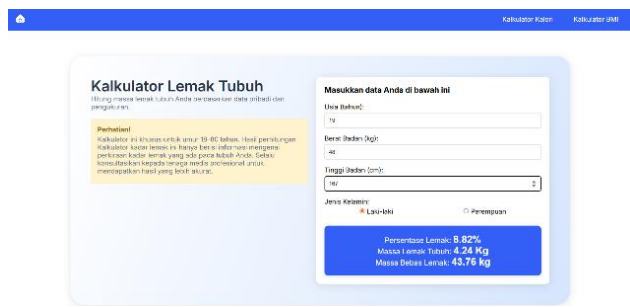 Kalkulator Kalori
Kalkulator BMI
Kalkulator Lemak Tubuh
Hitung massa lemak tubuh Anda berdasarkan data pribadi dan
pengukuran.
Perhatian!
Kalkulator ini khusus untuk umur 19-80 tahun. Hasil perhitungan
Kalkulator kadar lemak ini hanya berisi informasi mengenai
perkiraan kadar lemak yang ada pada tubuh Anda. Selalu
konsultasikan kepada tenaga medis profesional untuk
mendapatkan hasil yang lebih akurat.
Masukkan data Anda di bawah ini
Usia (tahun):
19
Berat Badan (kg):
48
Tinggi Badan (cm):
167
Jenis Kelamin:
Laki-laki
Perempuan
Persentase Lemak: 8.82%
Massa Lemak Tubuh: 4.24 Kg
Massa Bebas Lemak: 43.76 kg